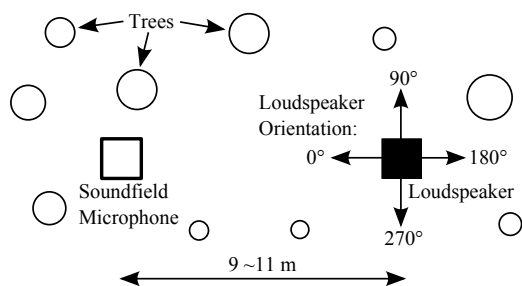 Trees
90°
Loudspeaker
Orientation:
0°
180°
Soundfield
Microphone
Loudspeaker
270°
9 ~11 m